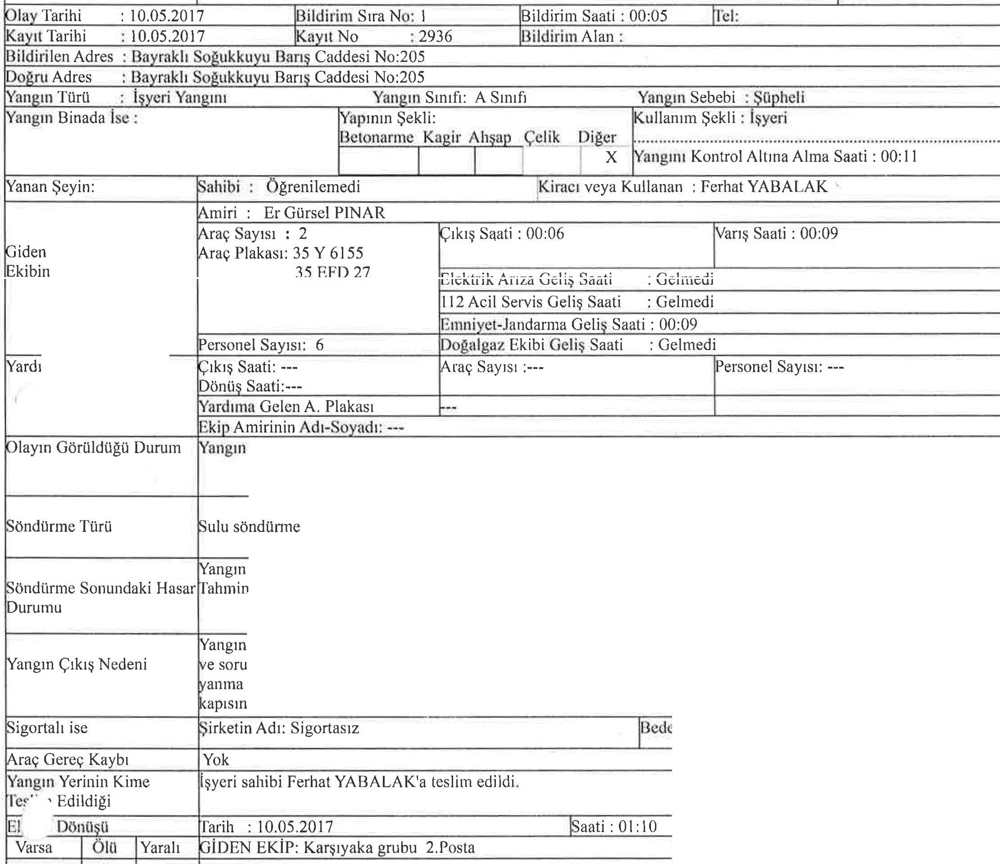 Olay Tarihi : 10.05.2017 Bildirim Sıra No: 1 Bildirim Saati : 00:05 Tel:
Kayıt Tarihi : 10.05.2017 Kayıt No : 2936 Bildirim Alan :
Bildirilen Adres : Bayraklı Soğukkuyu Barış Caddesi No:205
Doğru Adres : Bayraklı Soğukkuyu Barış Caddesi No:205
Yangın Türü : İşyeri Yangını Yangın Sınıfı: A Sınıfı Yangın Sebebi : Şüpheli
Yangın Binada İse : Yapının Şekli: Kullanım Şekli : İşyeri
Betonarme Kagir Ahşap Çelik Diğer
X Yangını Kontrol Altına Alma Saati : 00:11
Yanan Şeyin: Sahibi : Öğrenilemedi Kiracı veya Kullanan : Ferhat YABALAK
Amiri : Er Gürsel PINAR
Araç Sayısı : 2 Çıkış Saati : 00:06 Varış Saati : 00:09
Giden Araç Plakası: 35 Y 6155
Ekibin 35 EFD 27
Elektrik Arıza Geliş Saati : Gelmedi
112 Acil Servis Geliş Saati : Gelmedi
Emniyet-Jandarma Geliş Saati : 00:09
Personel Sayısı: 6 Doğalgaz Ekibi Geliş Saati : Gelmedi
Yardı Çıkış Saati: --- Araç Sayısı :--- Personel Sayısı: ---
Dönüş Saati:---
Yardıma Gelen A. Plakası ---
Ekip Amirinin Adı-Soyadı: ---
Olayın Görüldüğü Durum Yangın
Söndürme Türü Sulu söndürme
Yangın
Söndürme Sonundaki Hasar Tahmin
Durumu
Yangın
Yangın Çıkış Nedeni ve soru
yanma
kapısın
Sigortalı ise Şirketin Adı: Sigortasız Bede
Araç Gereç Kaybı Yok
Yangın Yerinin Kime İşyeri sahibi Ferhat YABALAK'a teslim edildi.
Edildiği
Dönüşü Tarih : 10.05.2017 Saati : 01:10
Varsa Ölü Yaralı GİDEN EKİP: Karşıyaka grubu 2.Posta